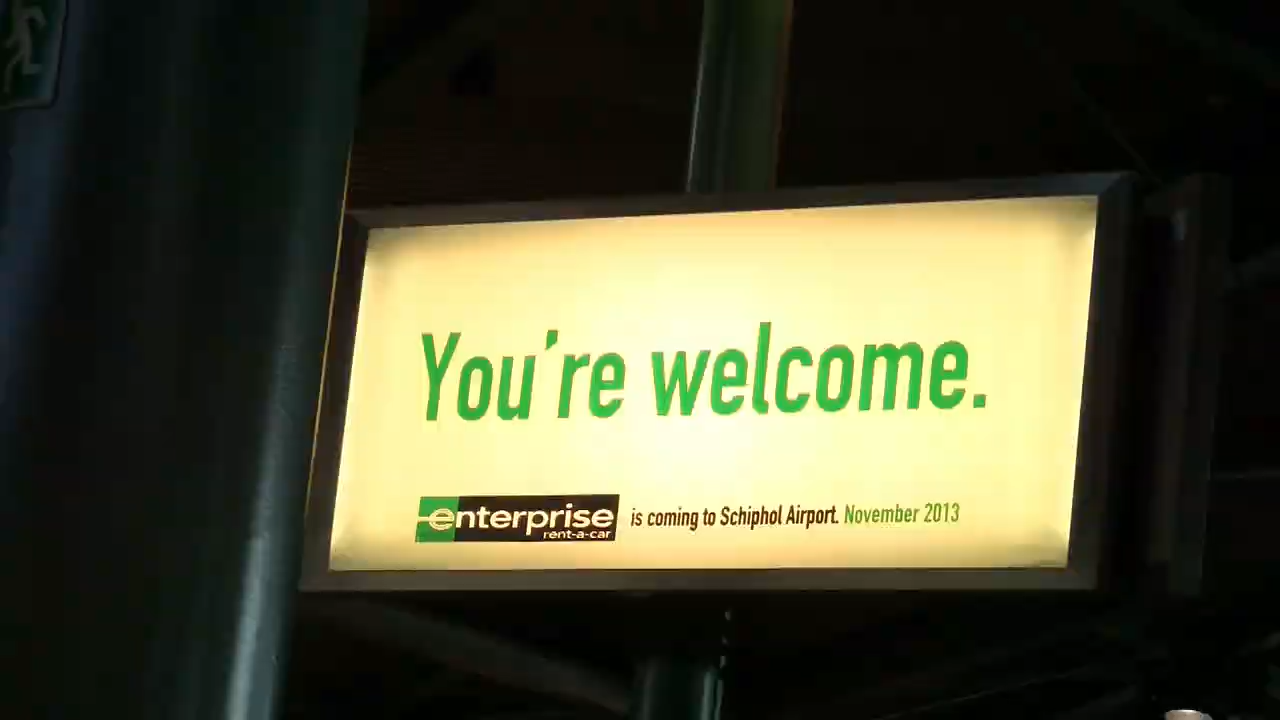 You're welcome.
enterprise is coming to Schiphol Airport. November 2013
rent-a-car